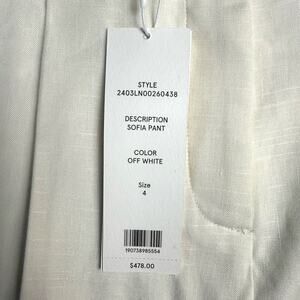 STYLE
2403LN00260438
DESCRIPTION
SOFIA PANT
COLOR
OFF WHITE
Size
4
190738985554
$478.00